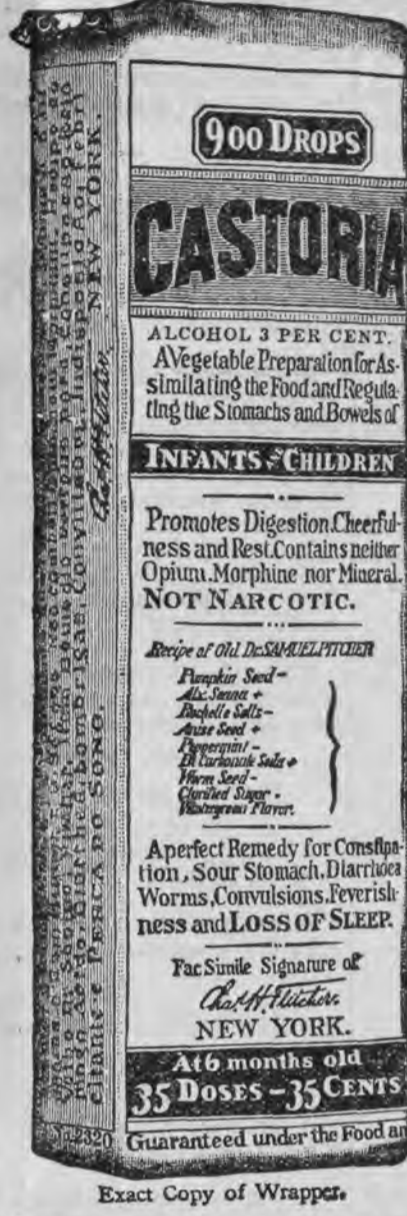 900 DROPS
CASTORIA
ALCOHOL 3 PER CENT.
A Vegetable Preparation for As-
similating the Food and Regula-
ting the Stomachs and Bowels of
INFANTS & CHILDREN
Promotes Digestion. Cheerful-
ness and Rest. Contains neither
Opium. Morphine nor Mineral.
NOT NARCOTIC.
Recipe of Old Dr. SAMUEL PITCHER
Pumpkin Seed -
Alx. Senna +
Rochelle Salts -
Anise Seed +
Peppermint -
Bi Carbonate Soda +
Worm Seed -
Clarified Sugar .
Wintergreen Flavor.
A perfect Remedy for Constipa-
tion, Sour Stomach, Diarrhoea
Worms, Convulsions. Feverish-
ness and LOSS OF SLEEP.
Fac Simile Signature of
Chas. H. Fletcher.
NEW YORK.
At 6 months old
35 DOSES - 35 CENTS
Guaranteed under the Food an
Chas. H. Fletcher. NEW YORK.
No. 2320
Exact Copy of Wrapper.